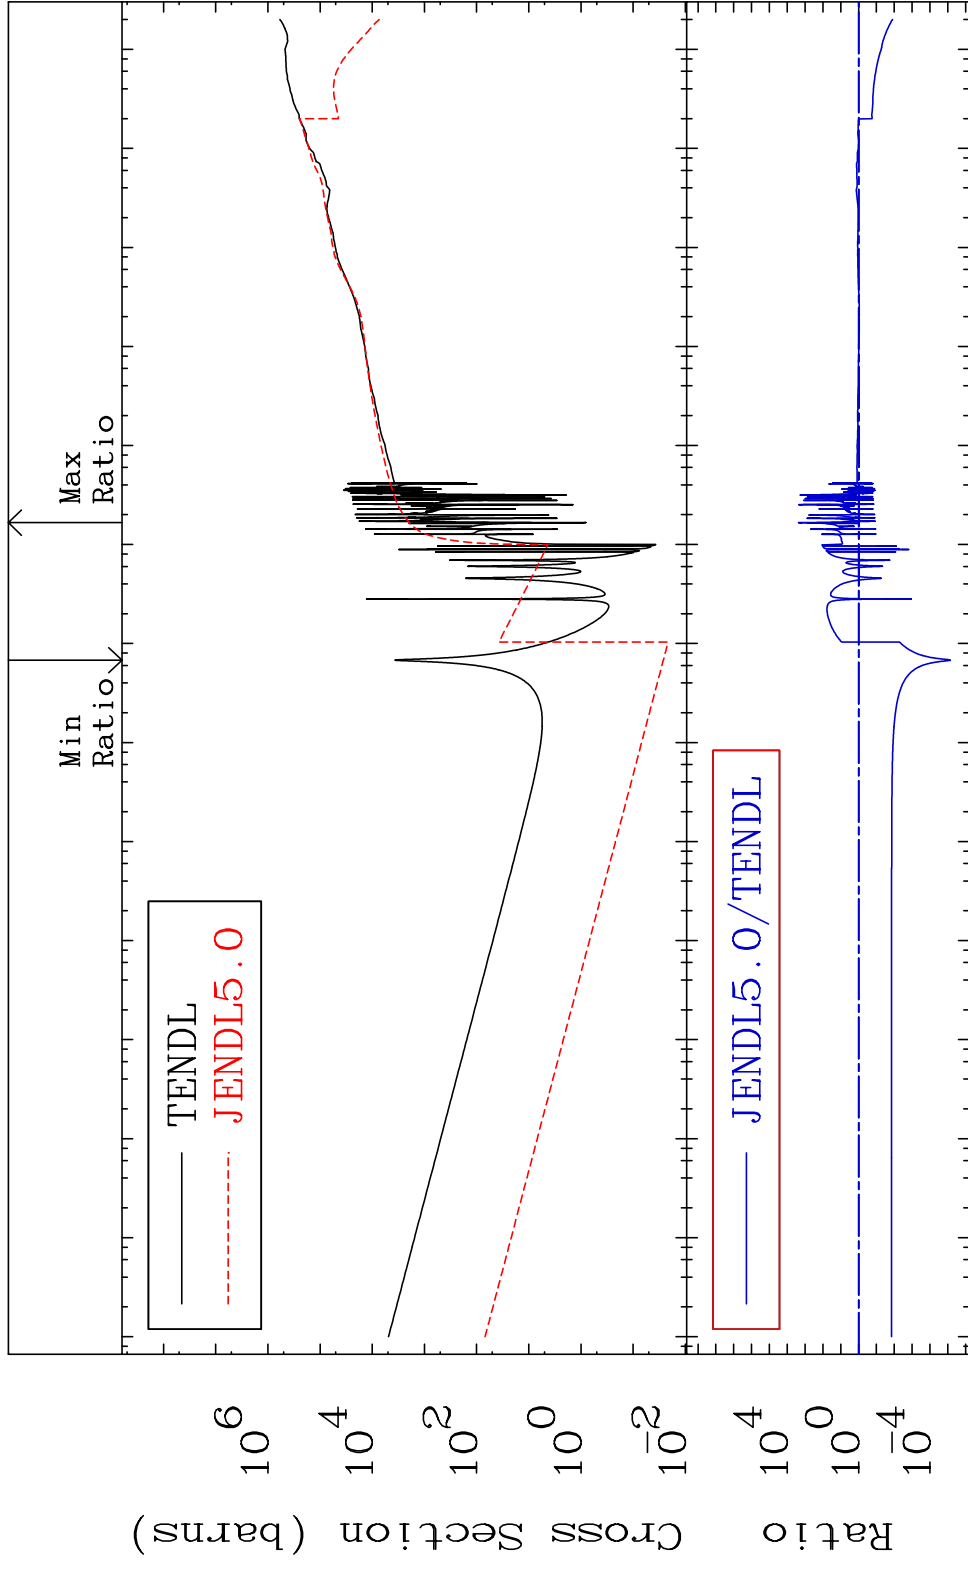 Min
Ratio
Max
Ratio
TENDL
JENDL5.0
10^6
10^4
10^2
10^0
10^-2
Cross Section (barns)
JENDL5.0/TENDL
10^4
10^0
10^-4
Ratio